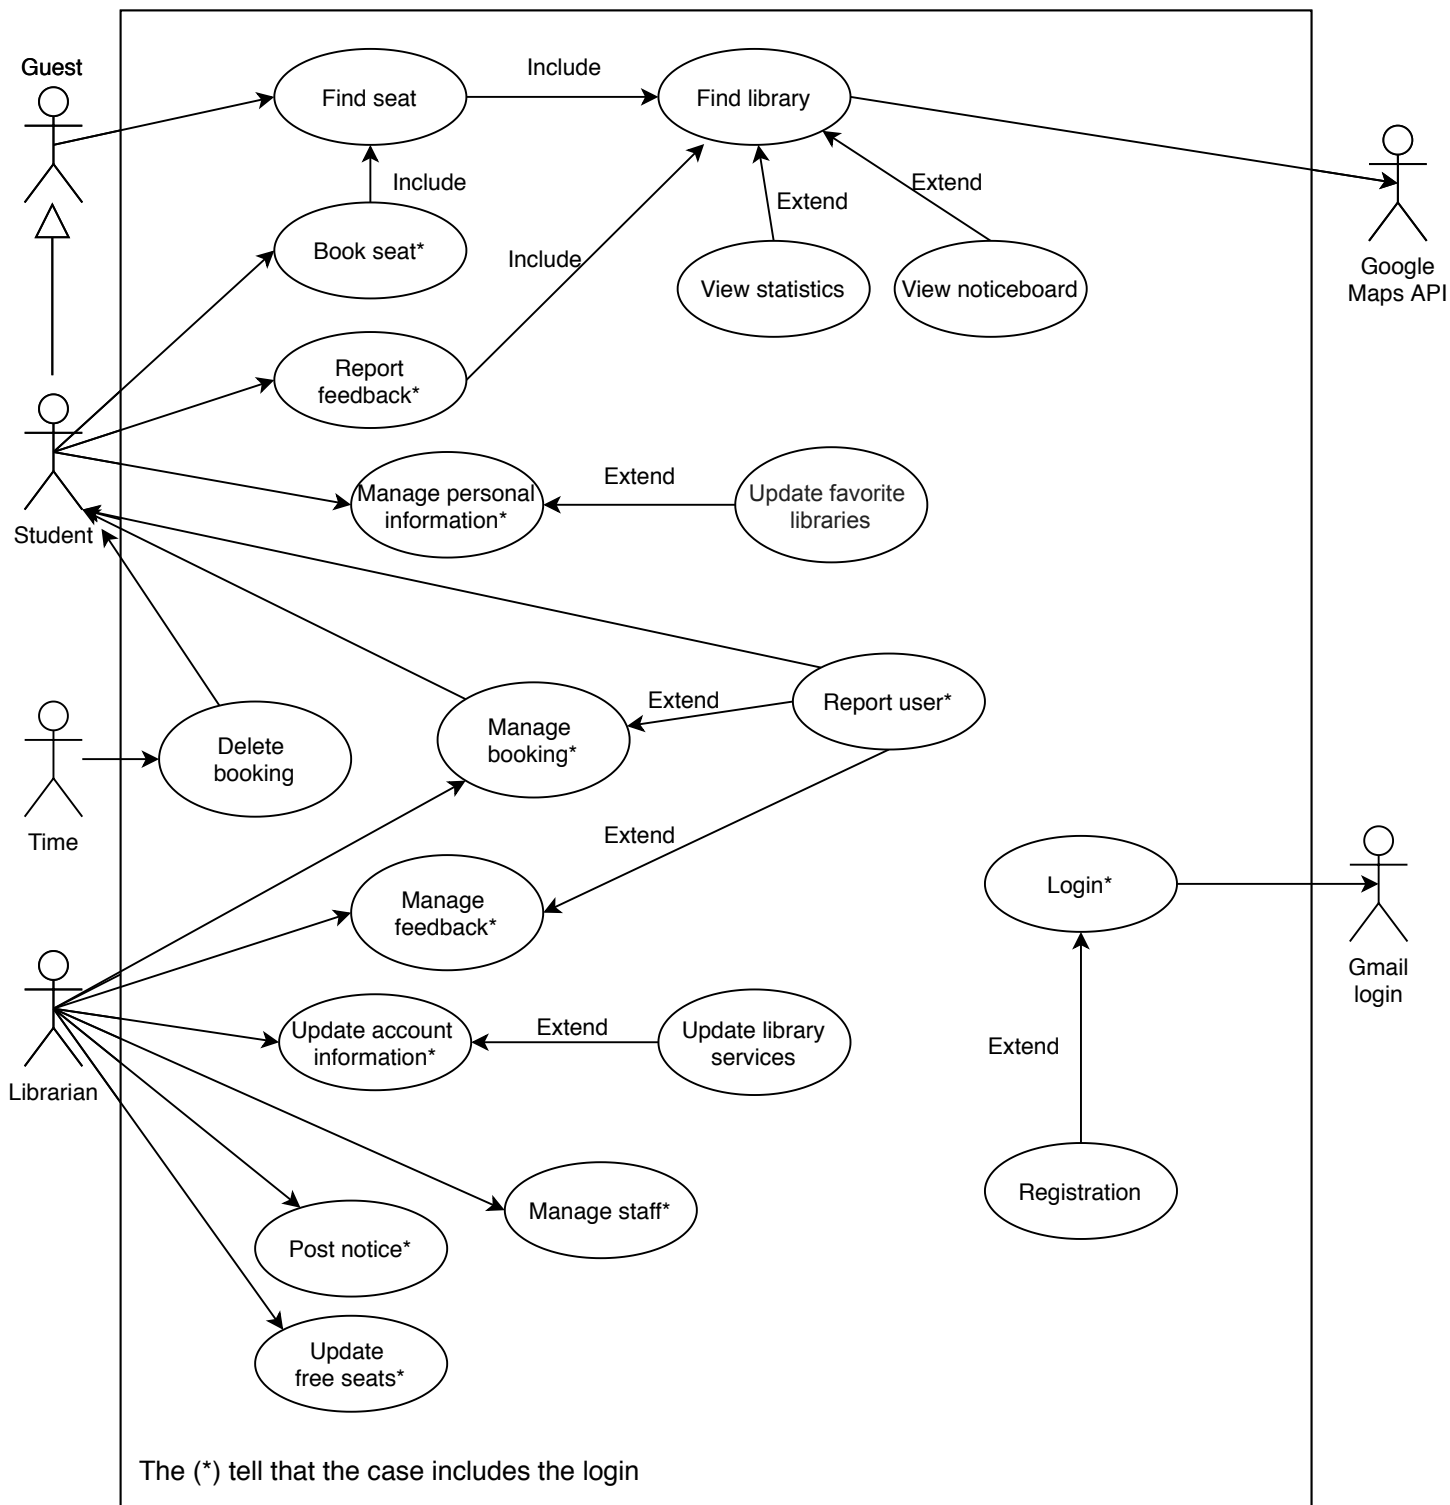 Guest
Find seat
Include
Find library
Include
Extend
Extend
Book seat*
Include
View statistics
View noticeboard
Google
Maps API
Report
feedback*
Student
Manage personal
information*
Extend
Update favorite
libraries
Time
Delete
booking
Manage
booking*
Extend
Report user*
Extend
Manage
feedback*
Login*
Gmail
login
Librarian
Update account
information*
Extend
Update library
services
Extend
Manage staff*
Registration
Post notice*
Update
free seats*
The (*) tell that the case includes the login